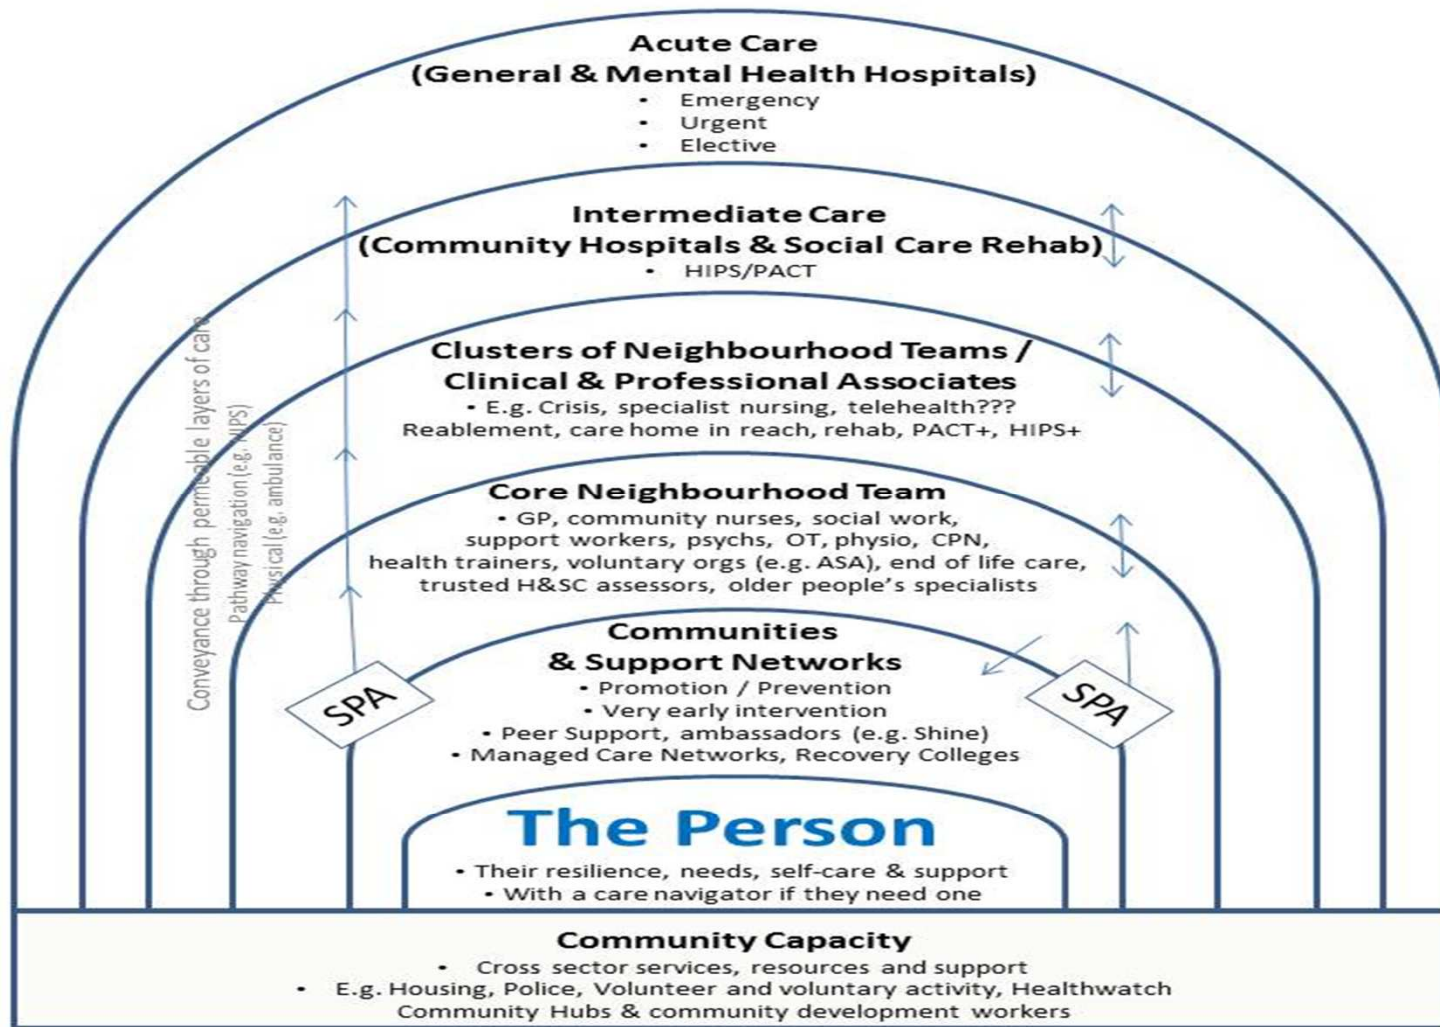 Acute Care
(General & Mental Health Hospitals)
• Emergency
• Urgent
• Elective
Intermediate Care
(Community Hospitals & Social Care Rehab)
• HIPS/PACT
Clusters of Neighbourhood Teams /
Clinical & Professional Associates
• E.g. Crisis, specialist nursing, telehealth???
Reablement, care home in reach, rehab, PACT+, HIPS+
Conveyance through permeable layers of care
Pathway navigation (e.g. HIPS)
Physical (e.g. ambulance)
Core Neighbourhood Team
• GP, community nurses, social work,
support workers, psychs, OT, physio, CPN,
health trainers, voluntary orgs (e.g. ASA), end of life care,
trusted H&SC assessors, older people's specialists
Communities
& Support Networks
• Promotion / Prevention
• Very early intervention
• Peer Support, ambassadors (e.g. Shine)
• Managed Care Networks, Recovery Colleges
SPA
SPA
The Person
• Their resilience, needs, self-care & support
• With a care navigator if they need one
Community Capacity
• Cross sector services, resources and support
• E.g. Housing, Police, Volunteer and voluntary activity, Healthwatch
Community Hubs & community development workers